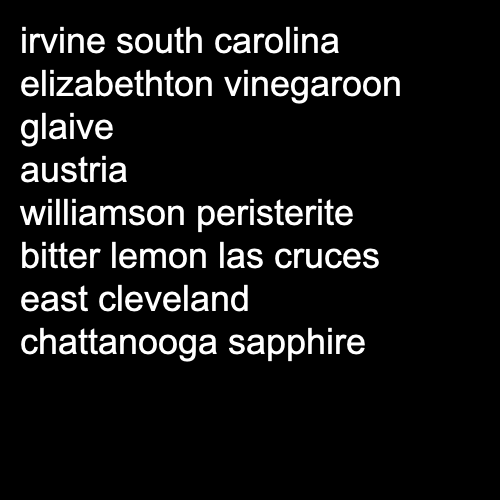 irvine south carolina
elizabethton vinegaroon
glaive
austria
williamson peristerite
bitter lemon las cruces
east cleveland
chattanooga sapphire